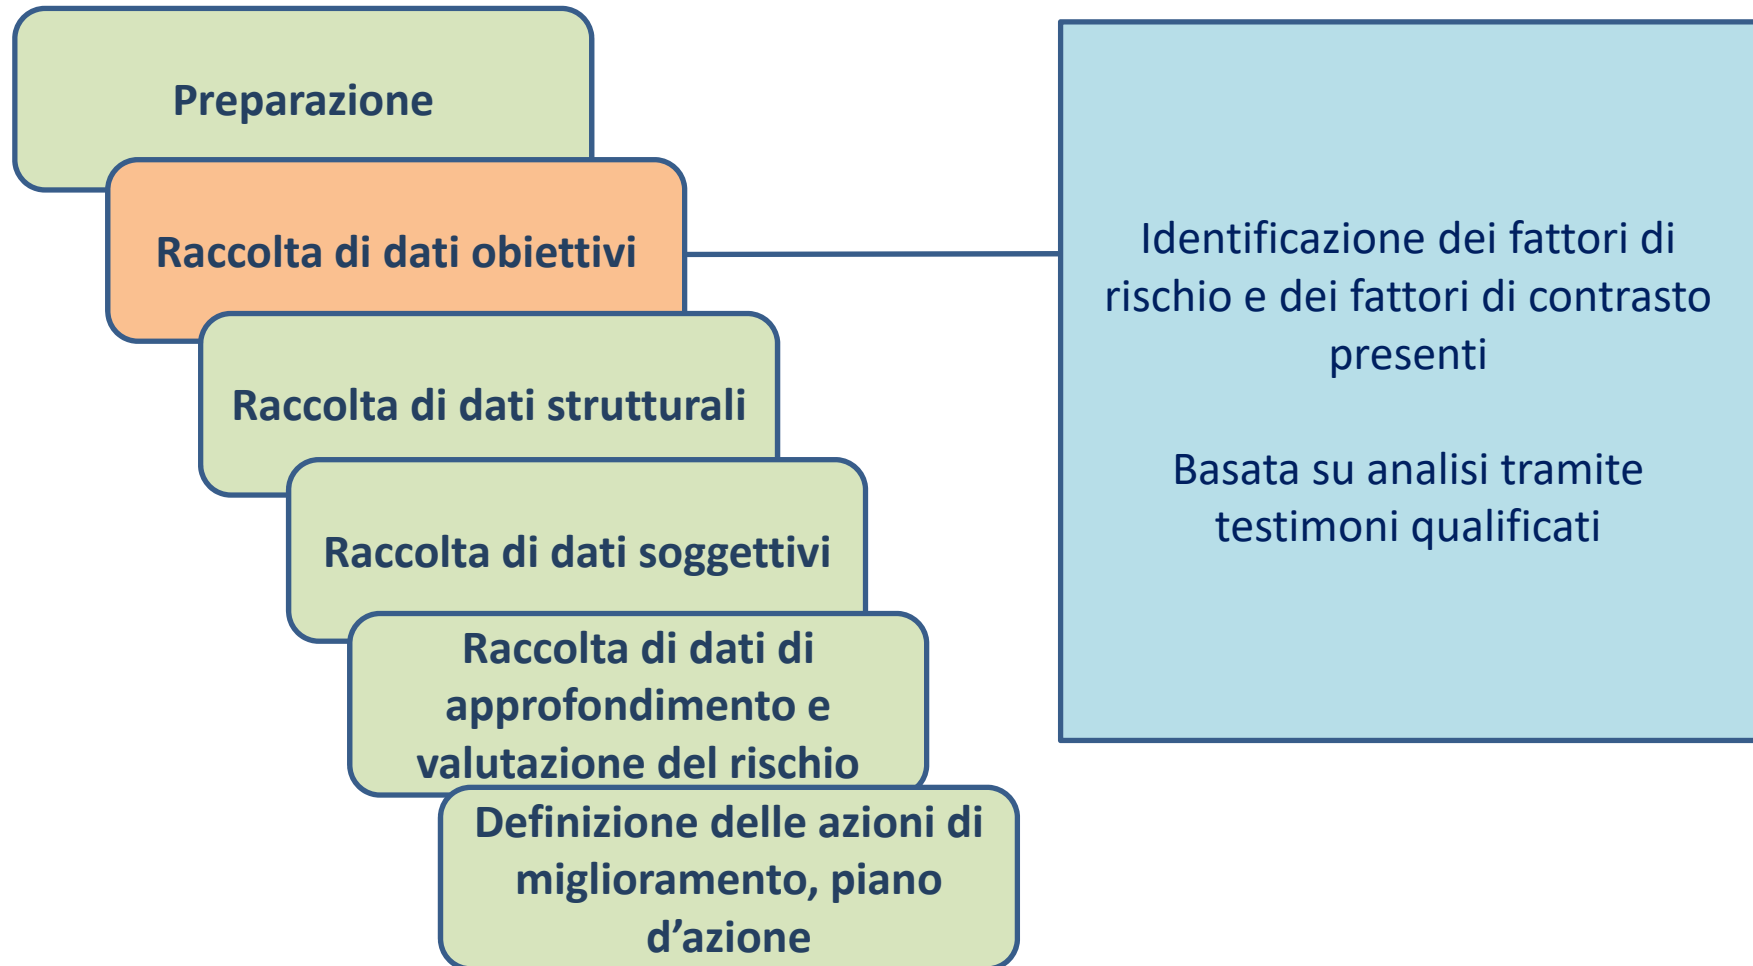 Preparazione
Raccolta di dati obiettivi
Raccolta di dati strutturali
Raccolta di dati soggettivi
Raccolta di dati di
approfondimento e
valutazione del rischio
Definizione delle azioni di
miglioramento, piano
d’azione
Identificazione dei fattori di
rischio e dei fattori di contrasto
presenti
Basata su analisi tramite
testimoni qualificati